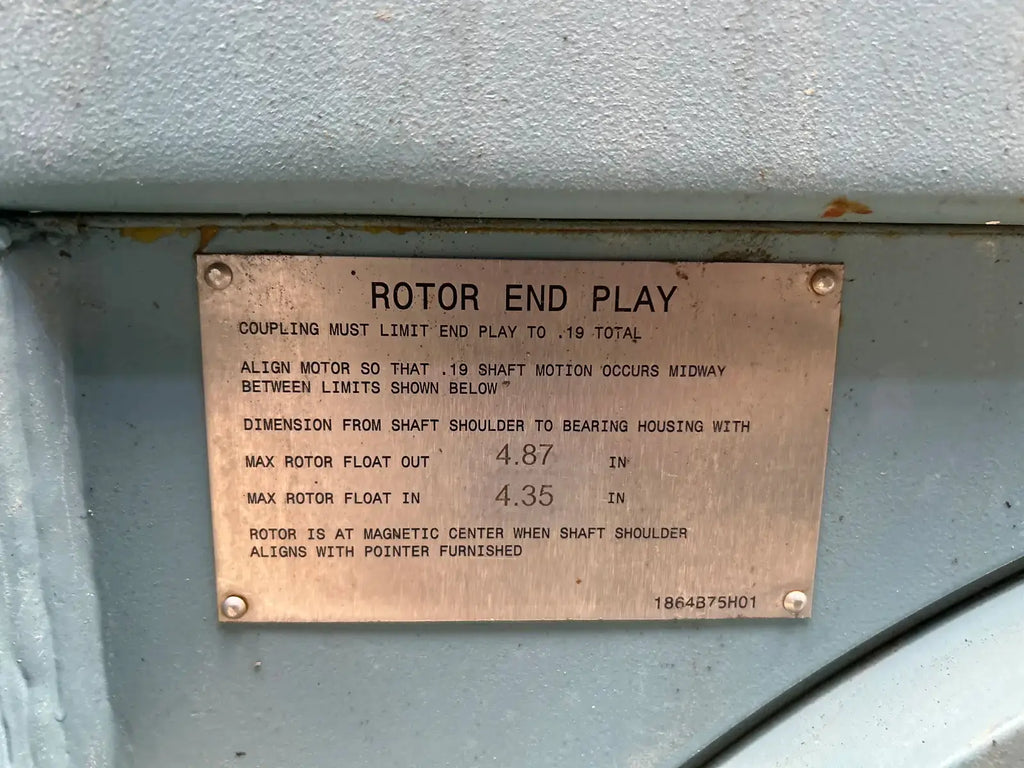 ROTOR END PLAY
COUPLING MUST LIMIT END PLAY TO .19 TOTAL
ALIGN MOTOR SO THAT .19 SHAFT MOTION OCCURS MIDWAY
BETWEEN LIMITS SHOWN BELOW
DIMENSION FROM SHAFT SHOULDER TO BEARING HOUSING WITH
MAX ROTOR FLOAT OUT 4.87 IN
MAX ROTOR FLOAT IN 4.35 IN
ROTOR IS AT MAGNETIC CENTER WHEN SHAFT SHOULDER
ALIGNS WITH POINTER FURNISHED
1864B75H01